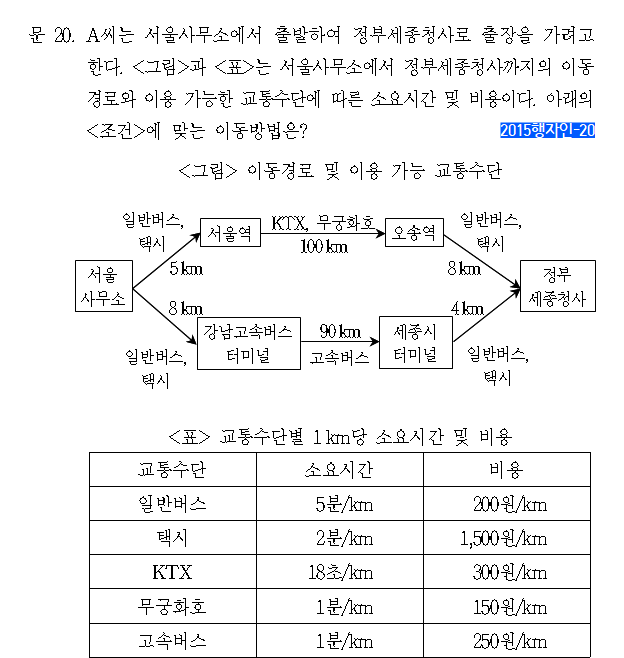 문 20. A씨는 서울사무소에서 출발하여 정부세종청사로 출장을 가려고
한다. <그림>과 <표>는 서울사무소에서 정부세종청사까지의 이동
경로와 이용 가능한 교통수단에 따른 소요시간 및 비용이다. 아래의
<조건>에 맞는 이동방법은?
2015행자인-20
<그림> 이동경로 및 이용 가능 교통수단
일반버스,
택시
서울역
KTX, 무궁화호
100km
오송역
일반버스,
택시
5km
8km
서울
사무소
정부
세종청사
8km
4km
강남고속버스
터미널
90km
고속버스
세종시
터미널
일반버스,
택시
일반버스,
택시
<표> 교통수단별 1km당 소요시간 및 비용
교통수단 소요시간 비용
일반버스 5분/km 200원/km
택시 2분/km 1,500원/km
KTX 18초/km 300원/km
무궁화호 1분/km 150원/km
고속버스 1분/km 250원/km